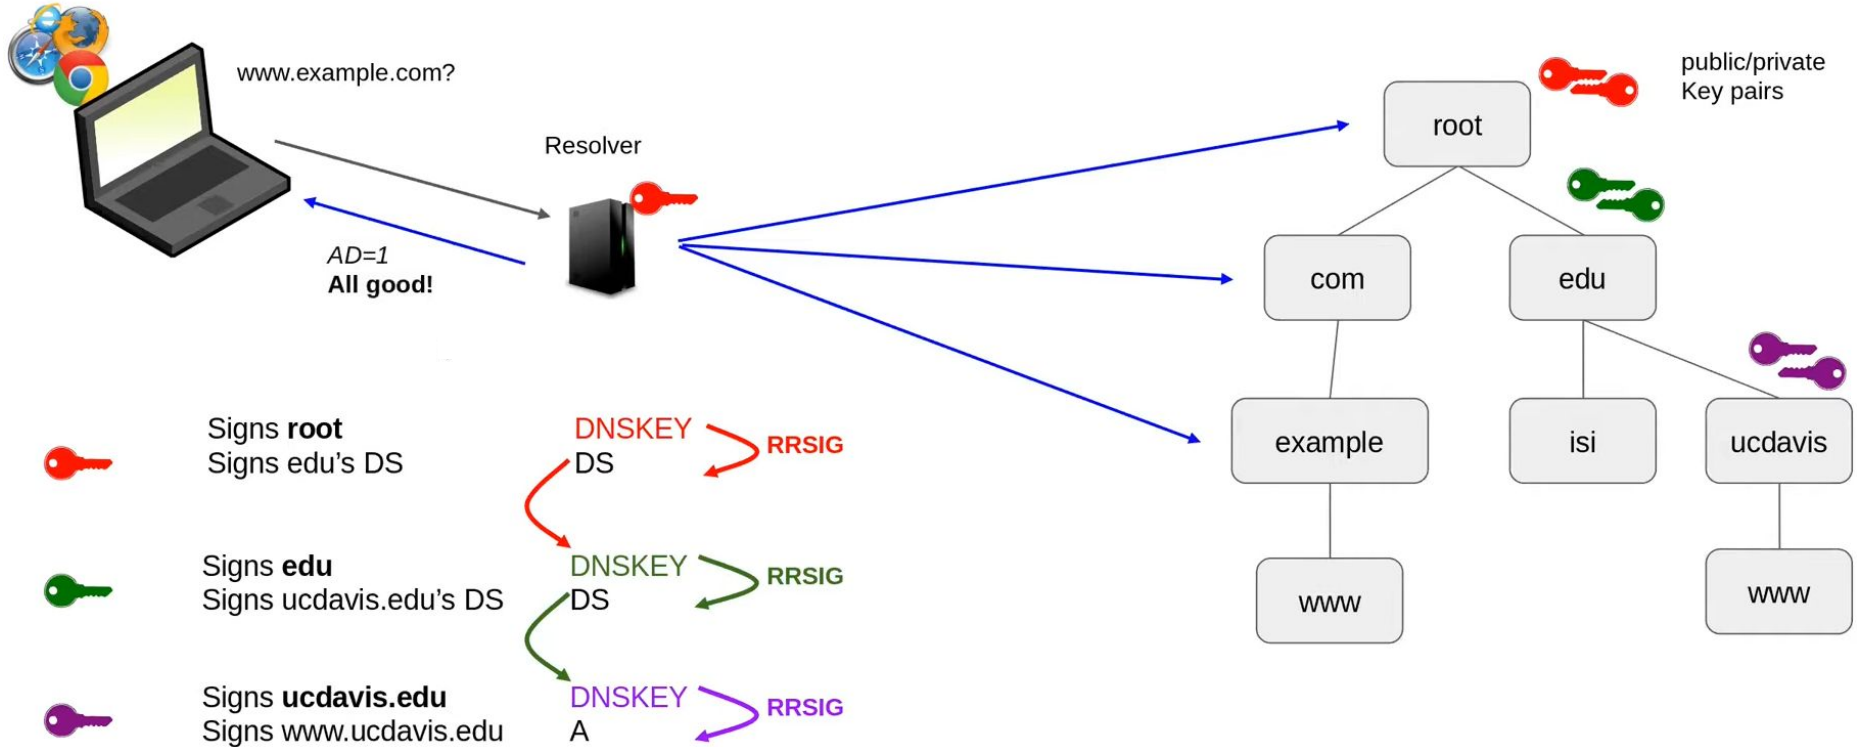 www.example.com?
Resolver
AD=1
All good!
public/private
Key pairs
root
com
edu
example
isi
ucdavis
www
www
Signs root
Signs edu’s DS
DNSKEY
DS
RRSIG
Signs edu
Signs ucdavis.edu’s DS
DNSKEY
DS
RRSIG
Signs ucdavis.edu
Signs www.ucdavis.edu
DNSKEY
A
RRSIG